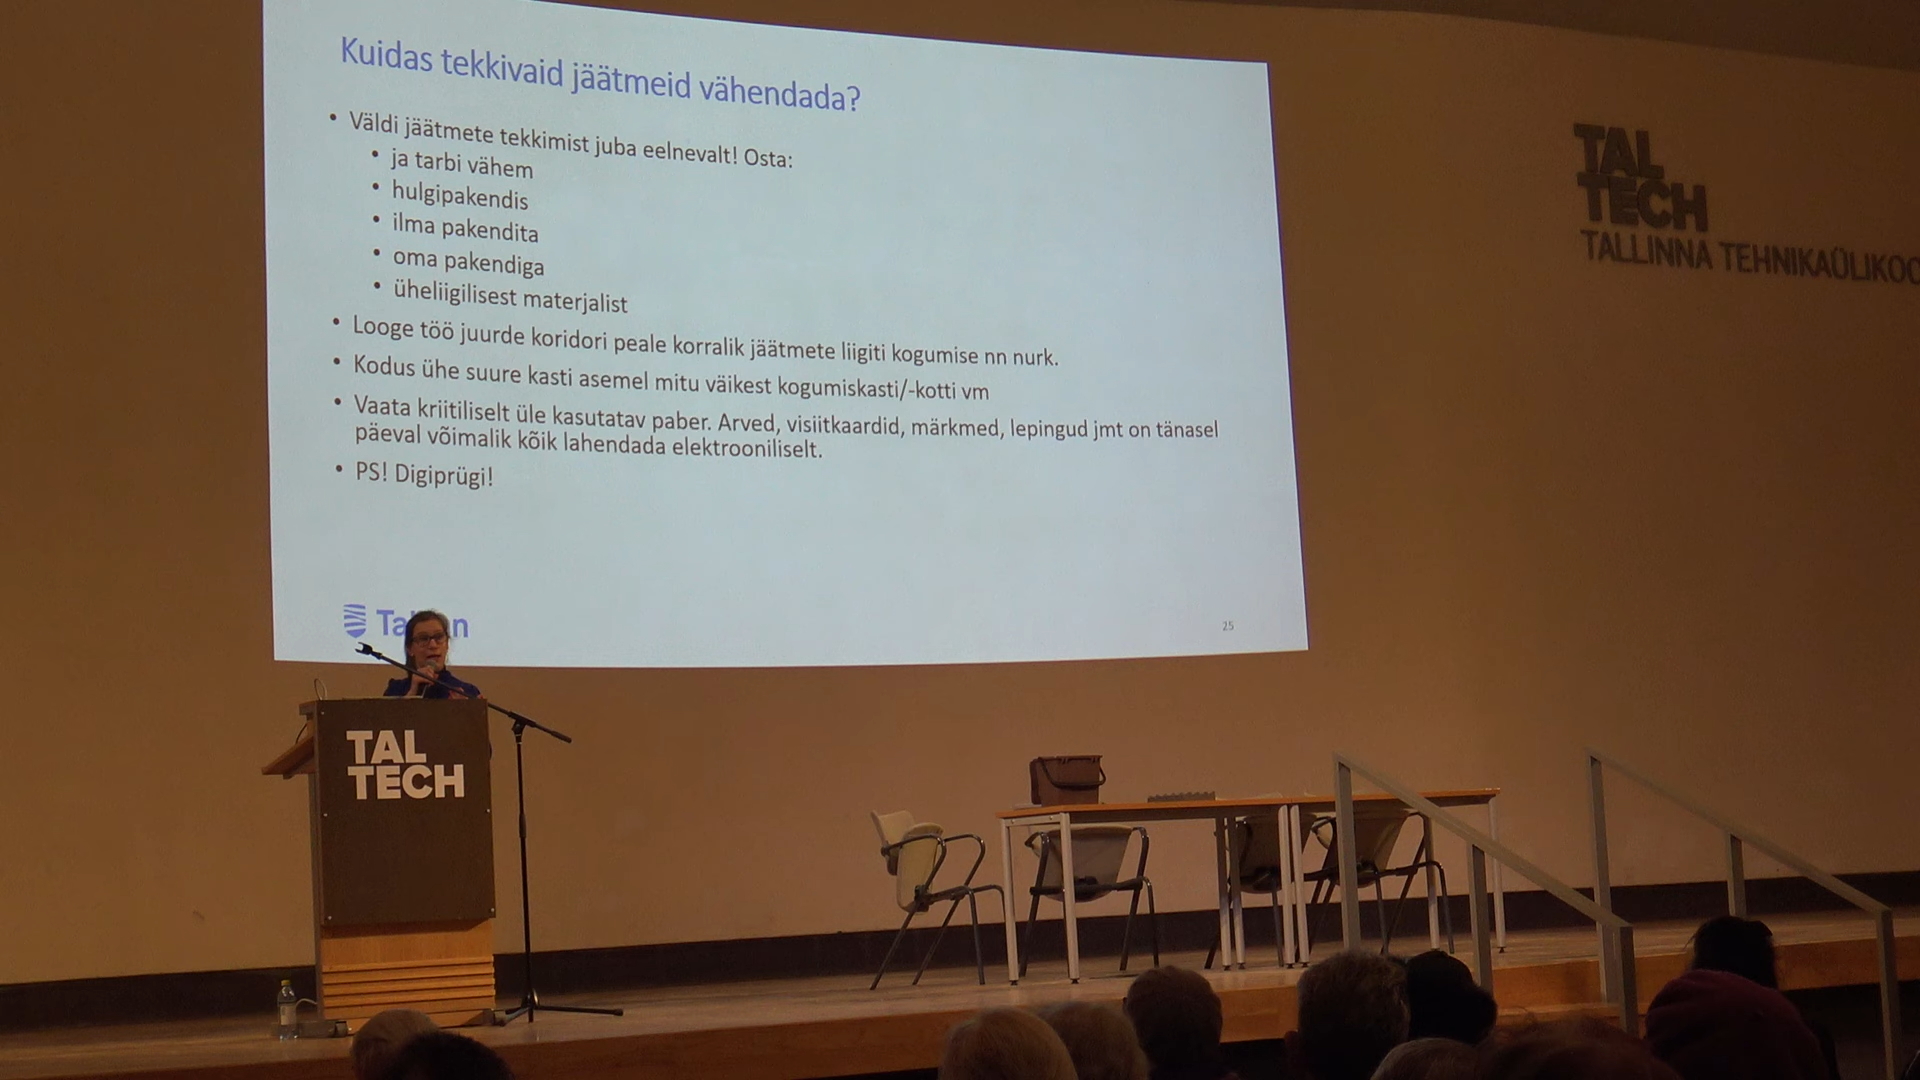 Kuidas tekkivaid jäätmeid vähendada?
• Väldi jäätmete tekkimist juba eelnevalt! Osta:
• ja tarbi vähem
• hulgipakendis
• ilma pakendita
• oma pakendiga
• üheliigilisest materjalist
• Looge töö juurde koridori peale korralik jäätmete liigiti kogumise nn nurk.
• Kodus ühe suure kasti asemel mitu väikest kogumiskasti/-kotti vm
• Vaata kriitiliselt üle kasutatav paber. Arved, visiitkaardid, märkmed, lepingud jmt on tänasel
päeval võimalik kõik lahendada elektrooniliselt.
• PS! Digiprügi!
25
TAL
TECH
TALLINNA TEHNIKAÜLIKOO
TAL
TECH